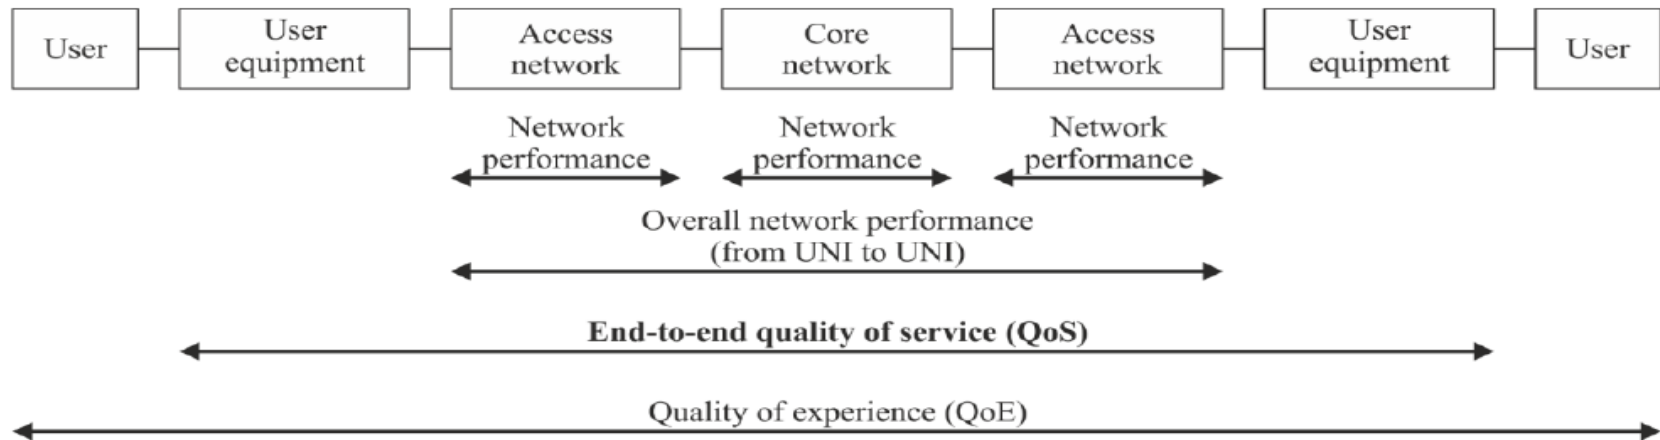 User
User
equipment
Access
network
Core
network
Access
network
User
equipment
User
Network
performance
Network
performance
Network
performance
Overall network performance
(from UNI to UNI)
End-to-end quality of service (QoS)
Quality of experience (QoE)